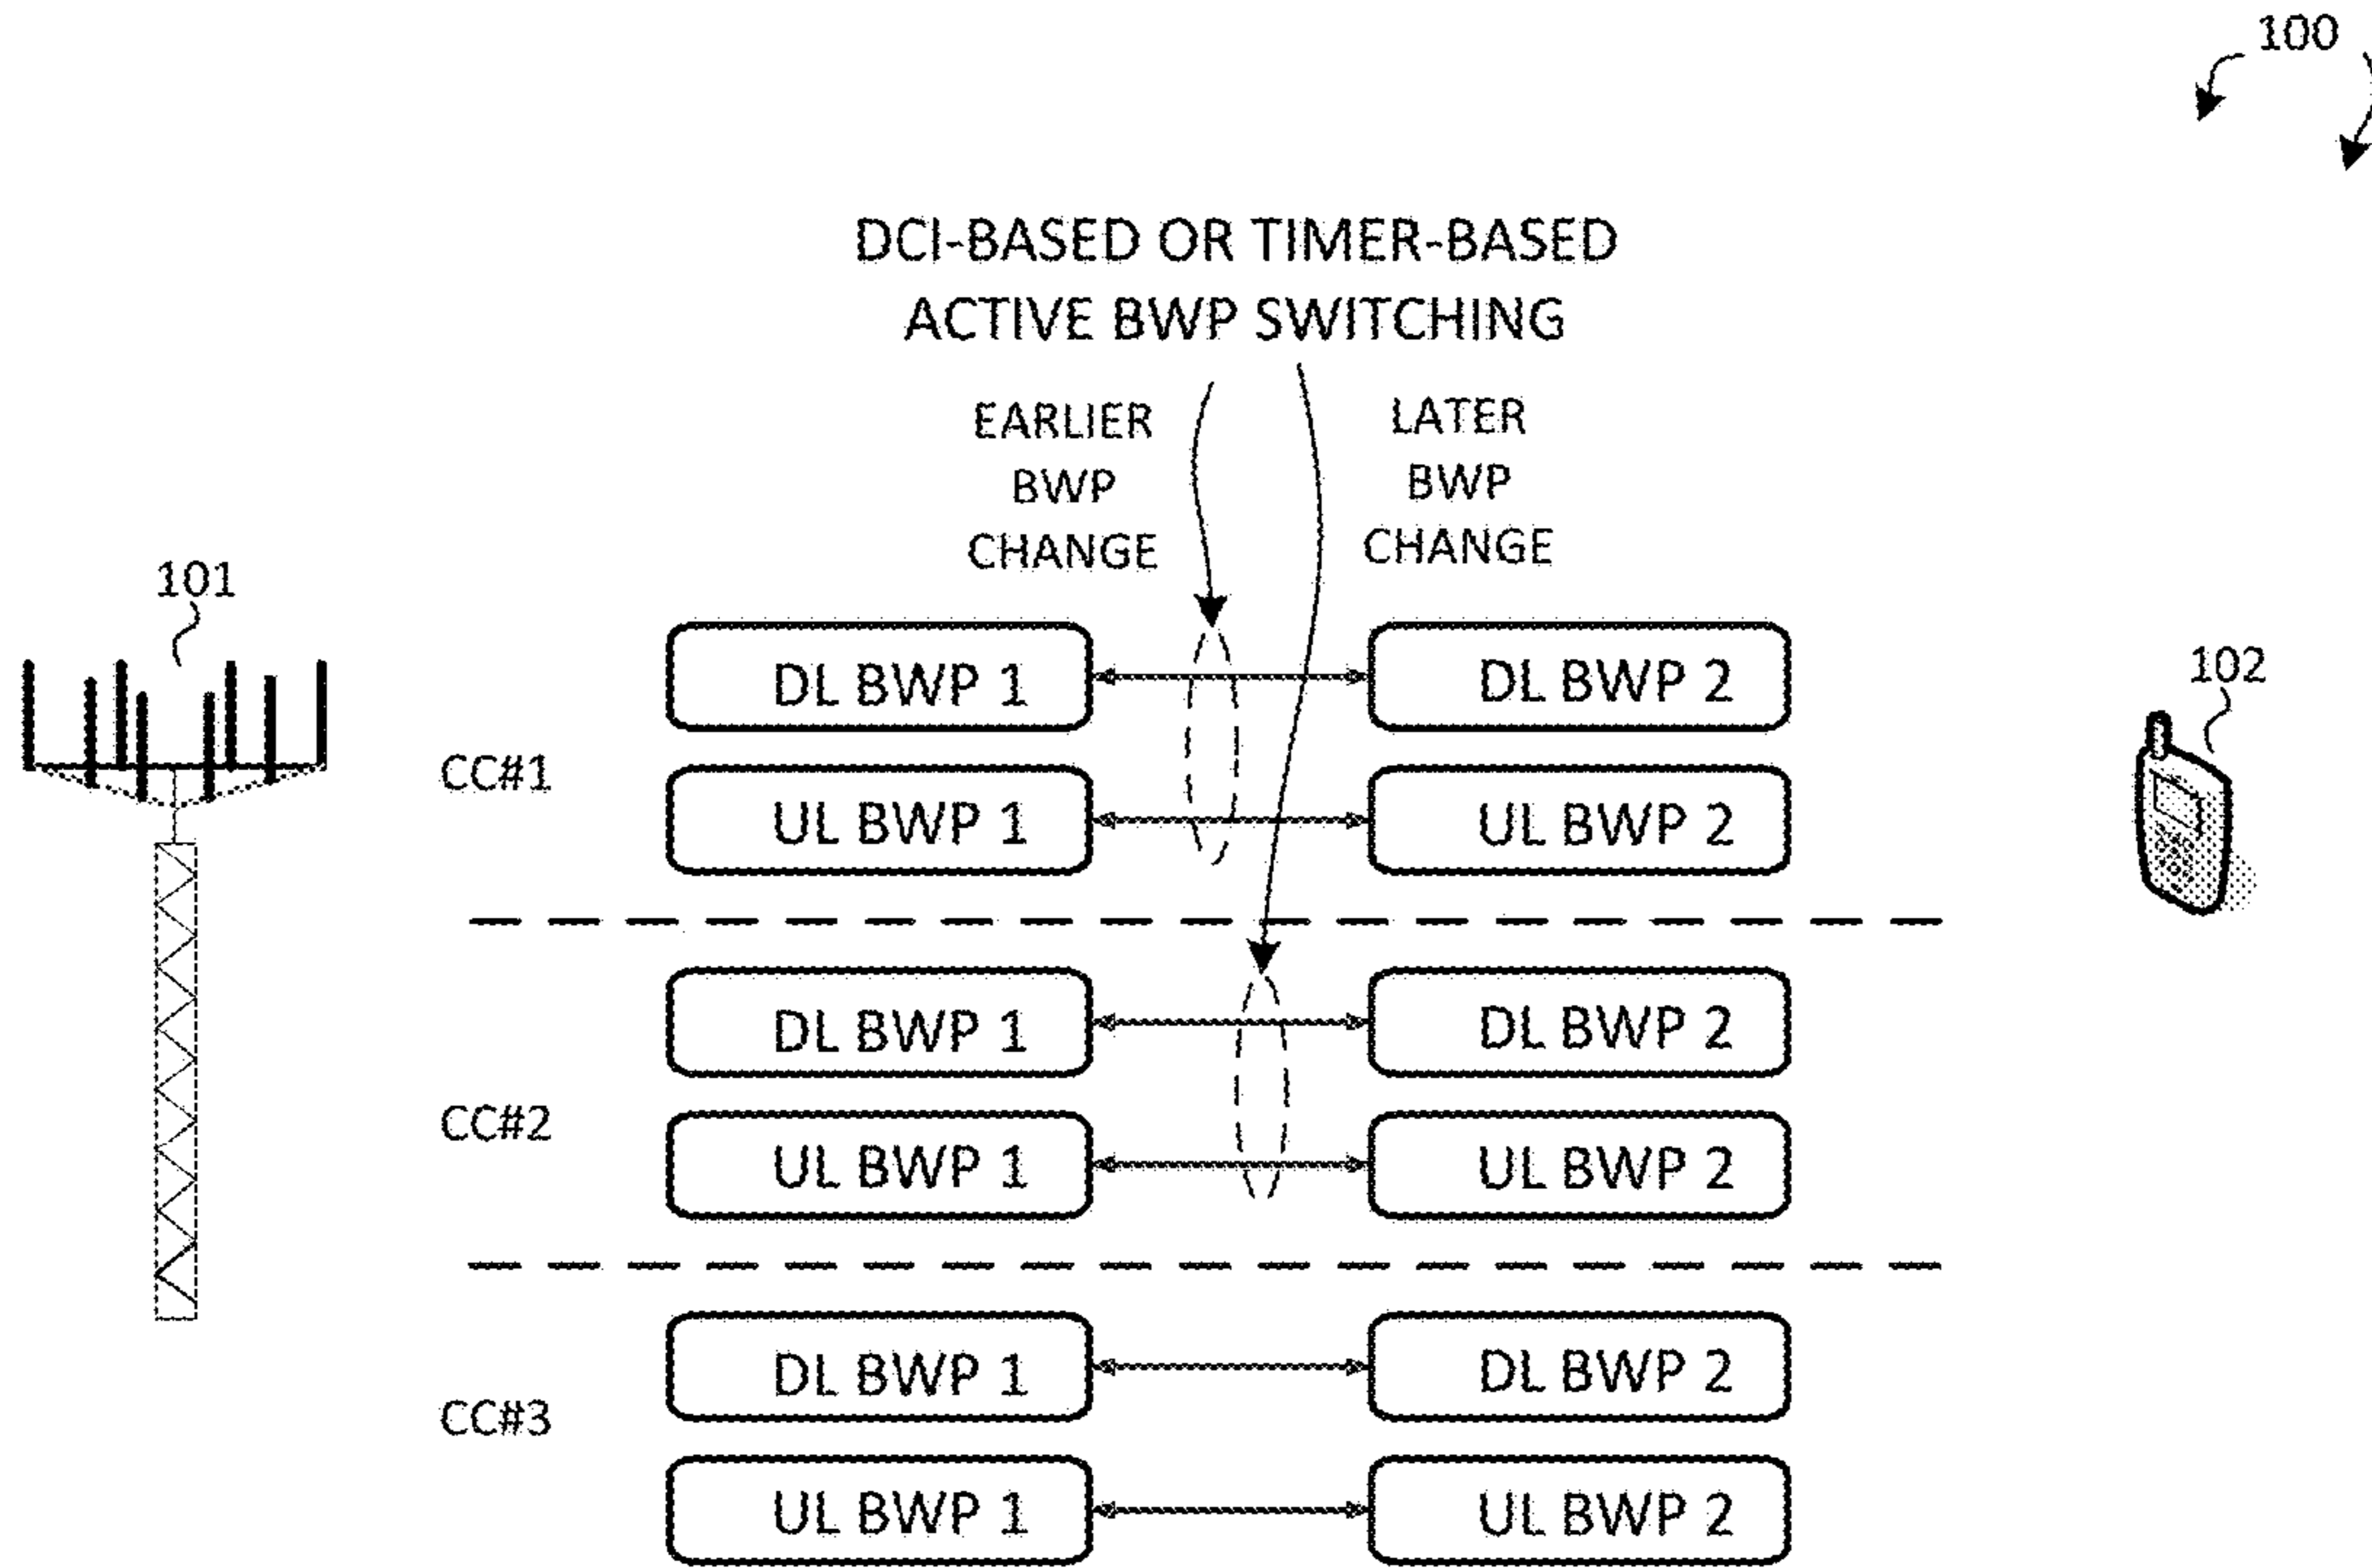 100
DCI-BASED OR TIMER-BASED
ACTIVE BWP SWITCHING
EARLIER
BWP
CHANGE
LATER
BWP
CHANGE
101
102
CC#1
DL BWP 1
DL BWP 2
UL BWP 1
UL BWP 2
CC#2
DL BWP 1
DL BWP 2
UL BWP 1
UL BWP 2
CC#3
DL BWP 1
DL BWP 2
UL BWP 1
UL BWP 2